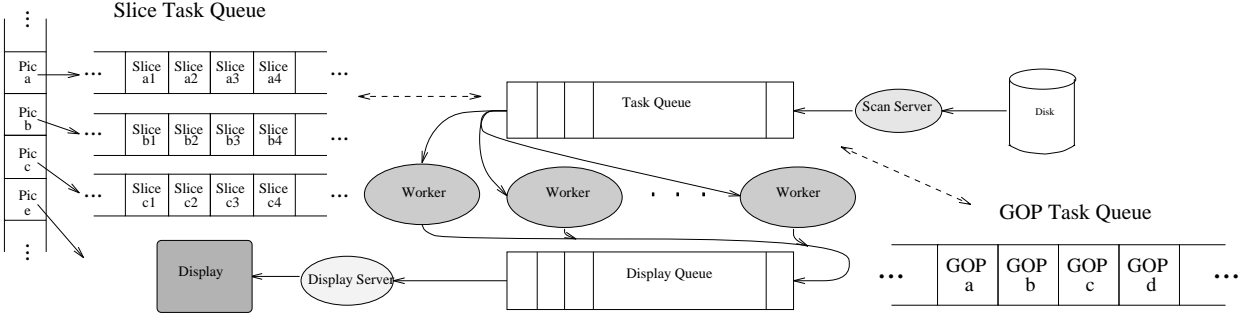 Slice Task Queue
...
Pic
a
Pic
b
Pic
c
Pic
e
...
... Slice a1 Slice a2 Slice a3 Slice a4 ...
... Slice b1 Slice b2 Slice b3 Slice b4 ...
... Slice c1 Slice c2 Slice c3 Slice c4 ...
Task Queue
Scan Server
Disk
Worker
Worker
. . . .
Worker
GOP Task Queue
Display
Display Server
Display Queue
... GOP a GOP b GOP c GOP d ...